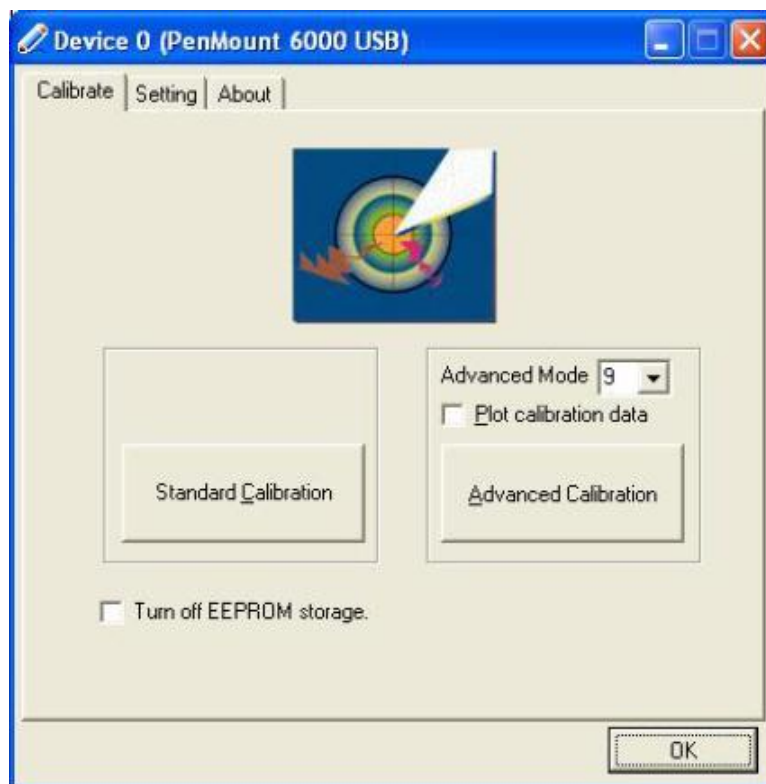 Device 0 (PenMount 6000 USB)
Calibrate Setting About
Advanced Mode 9
Plot calibration data
Standard Calibration
Advanced Calibration
Turn off EEPROM storage.
OK